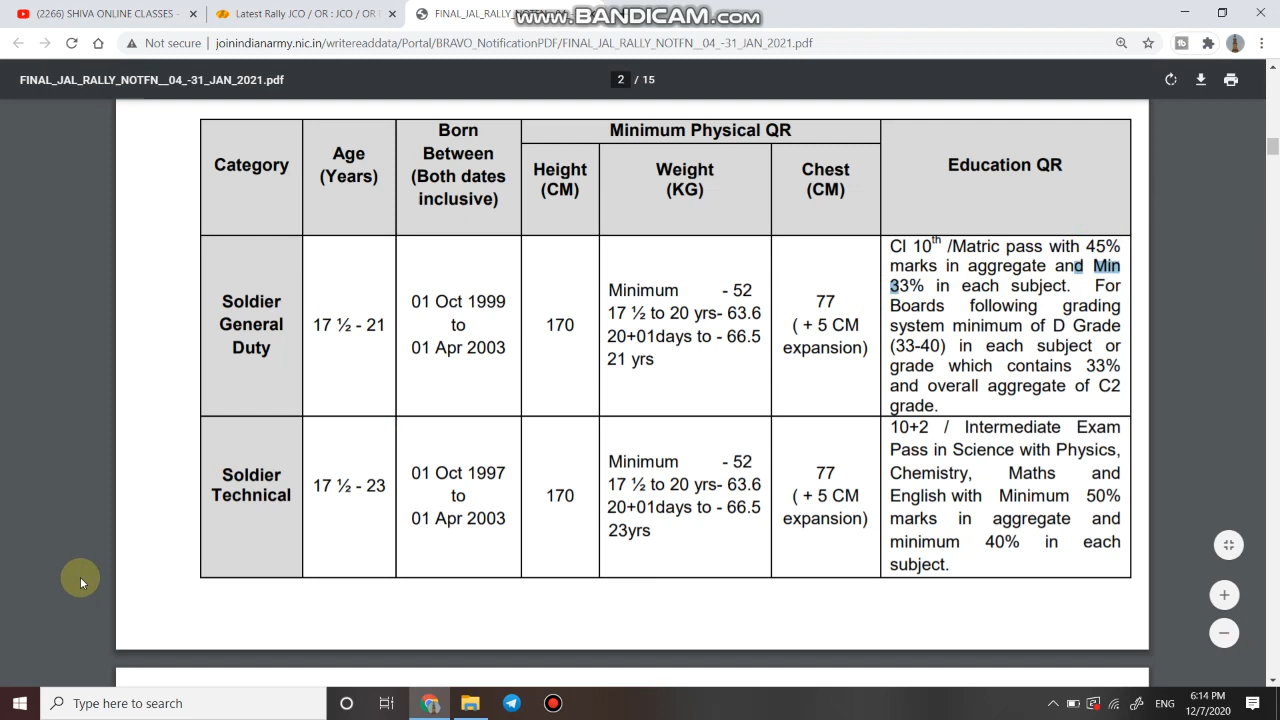 (2266) SHIVA ONLINE CLASSES -
Latest Rally JCO / OR : JCO / OR
FINAL_JAL_RALLY_NOTFN__04_
www.BANDICAM.com
Not secure
joinindianarmy.nic.in/writereaddata/Portal/BRAVO_NotificationPDF/FINAL_JAL_RALLY_NOTFN__04_-31_JAN_2021.pdf
FINAL_JAL_RALLY_NOTFN__04_-31_JAN_2021.pdf
2 / 15
Category
Age
(Years)
Born
Between
(Both dates
inclusive)
Minimum Physical QR
Height
(CM)
Weight
(KG)
Chest
(CM)
Education QR
Soldier
General
Duty
17 ½ - 21
01 Oct 1999
to
01 Apr 2003
170
Minimum - 52
17 ½ to 20 yrs- 63.6
20+01days to - 66.5
21 yrs
77
( + 5 CM
expansion)
Cl 10th /Matric pass with 45%
marks in aggregate and Min
33% in each subject. For
Boards following grading
system minimum of D Grade
(33-40) in each subject or
grade which contains 33%
and overall aggregate of C2
grade.
Soldier
Technical
17 ½ - 23
01 Oct 1997
to
01 Apr 2003
170
Minimum - 52
17 ½ to 20 yrs- 63.6
20+01days to - 66.5
23yrs
77
( + 5 CM
expansion)
10+2 / Intermediate Exam
Pass in Science with Physics,
Chemistry, Maths and
English with Minimum 50%
marks in aggregate and
minimum 40% in each
subject.
Type here to search
ENG
6:14 PM
12/7/2020